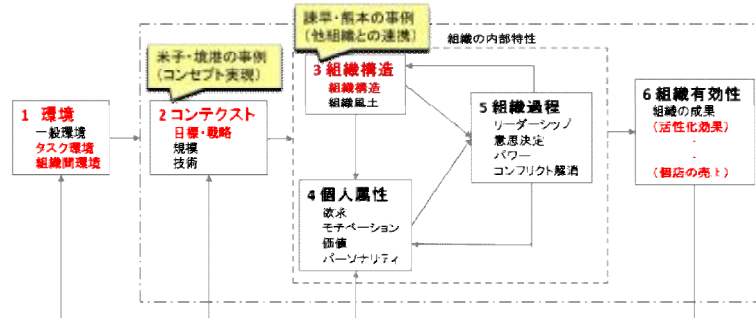 諫早・熊本の事例
(他組織との連携)
組織の内部特性
米子・境港の事例
(コンセプト実現)
1 環境
一般環境
タスク環境
組織間環境
2 コンテクスト
目標・戦略
規模
技術
3 組織構造
組織構造
組織風土
4 個人属性
欲求
モチベーション
価値
パーソナリティ
5 組織過程
リーダーシップ
意思決定
パワー
コンフリクト解消
6 組織有効性
組織の成果
(活性化効果)
・
・
(個店の売上)